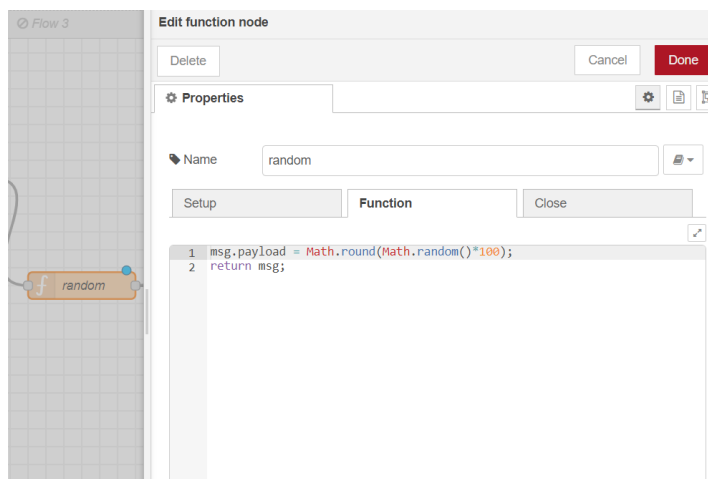 Flow 3
Edit function node
Delete
Cancel
Done
Properties
Name
random
Setup
Function
Close
1 msg.payload = Math.round(Math.random()*100);
2 return msg;
random